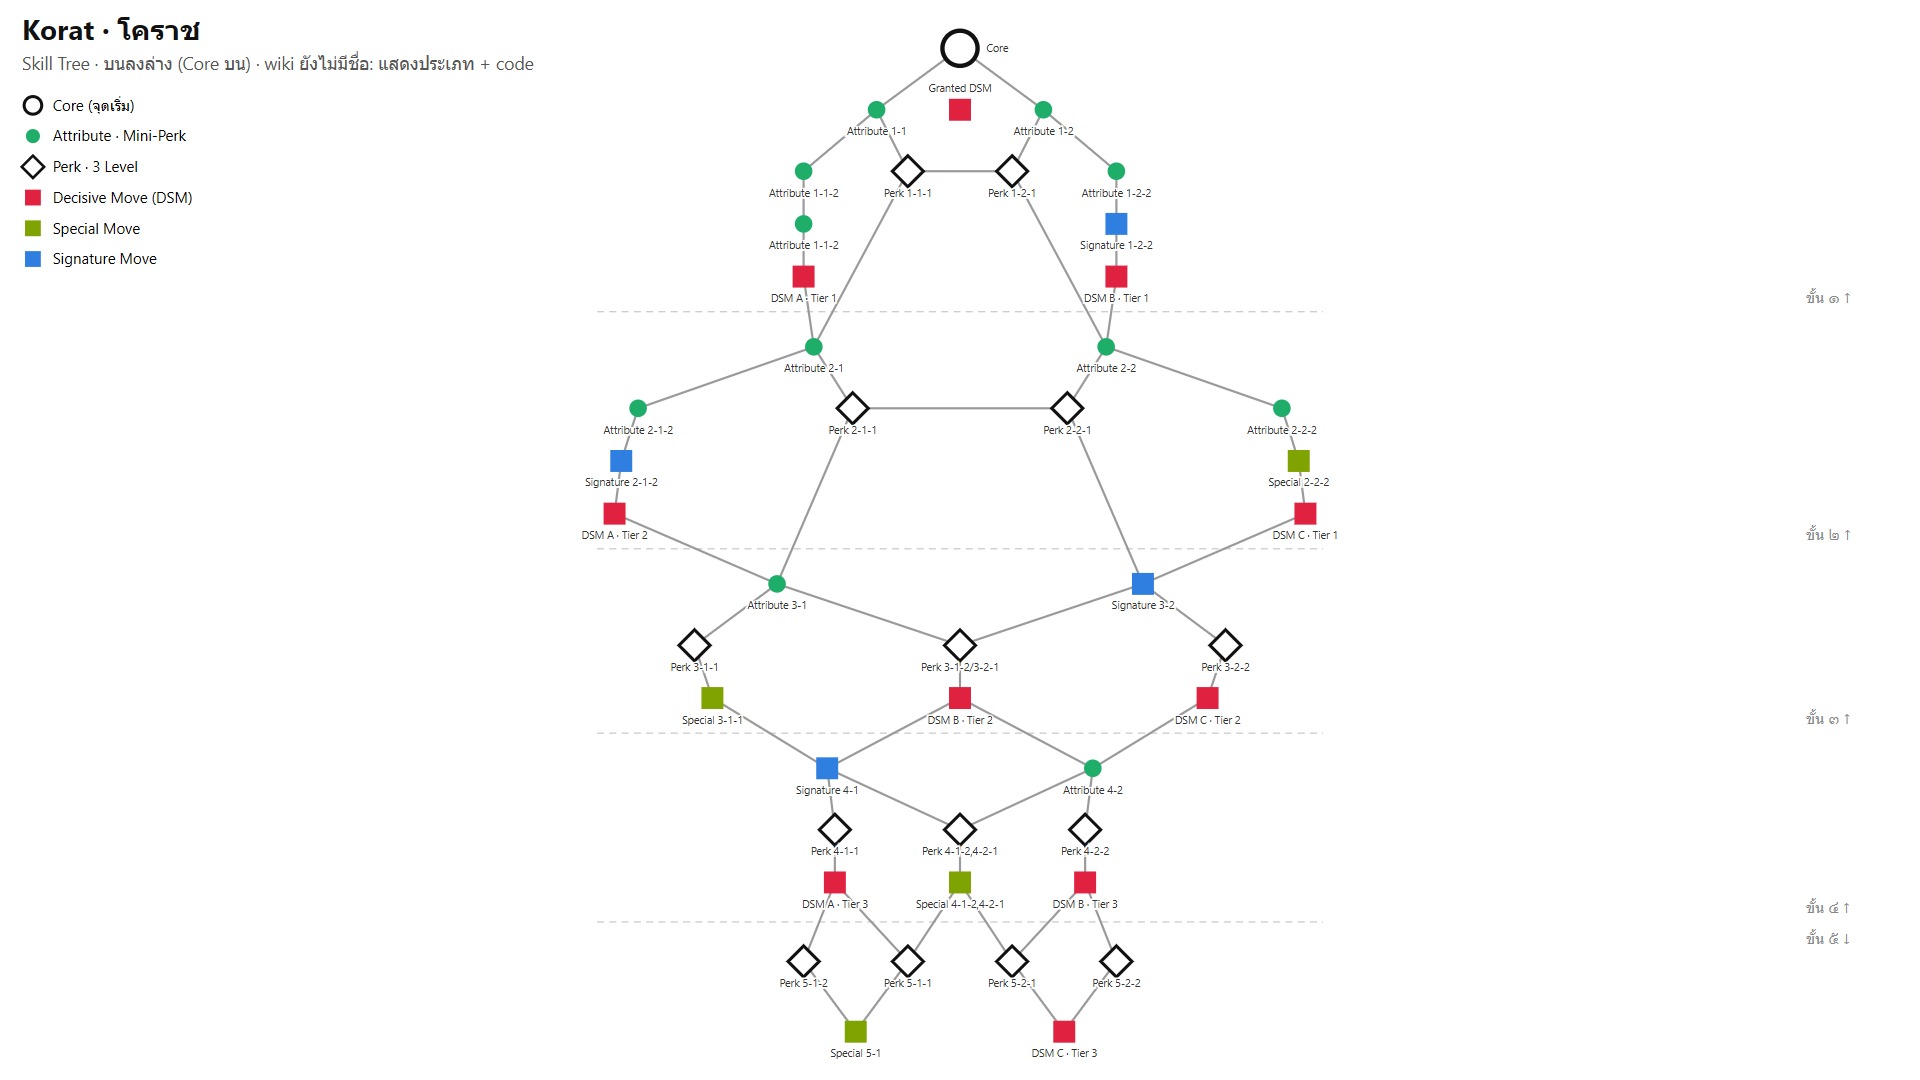 Korat · โคราช
Skill Tree · บนลงล่าง (Core บน) · wiki ยังไม่มีชื่อ: แสดงประเภท + code
Core (จุดเริ่ม)
Attribute · Mini-Perk
Perk · 3 Level
Decisive Move (DSM)
Special Move
Signature Move
Core
Granted DSM
Attribute 1-1
Attribute 1-2
Attribute 1-1-2
Perk 1-1-1
Perk 1-2-1
Attribute 1-2-2
Attribute 1-1-2
Signature 1-2-2
DSM A · Tier 1
DSM B · Tier 1
ขั้น ๑ ↑
Attribute 2-1
Attribute 2-2
Attribute 2-1-2
Perk 2-1-1
Perk 2-2-1
Attribute 2-2-2
Signature 2-1-2
Special 2-2-2
DSM A · Tier 2
DSM C · Tier 1
ขั้น ๒ ↑
Attribute 3-1
Signature 3-2
Perk 3-1-1
Perk 3-1-2/3-2-1
Perk 3-2-2
Special 3-1-1
DSM B · Tier 2
DSM C · Tier 2
ขั้น ๓ ↑
Signature 4-1
Attribute 4-2
Perk 4-1-1
Perk 4-1-2,4-2-1
Perk 4-2-2
DSM A · Tier 3
Special 4-1-2,4-2-1
DSM B · Tier 3
ขั้น ๔ ↑
ขั้น ๕ ↓
Perk 5-1-2
Perk 5-1-1
Perk 5-2-1
Perk 5-2-2
Special 5-1
DSM C · Tier 3